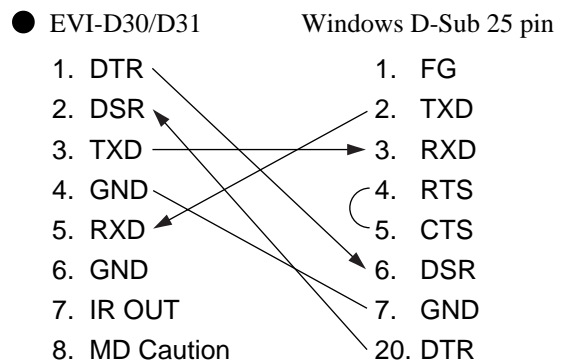 ● EVI-D30/D31 Windows D-Sub 25 pin
1. DTR 1. FG
2. DSR 2. TXD
3. TXD 3. RXD
4. GND 4. RTS
5. RXD 5. CTS
6. GND 6. DSR
7. IR OUT 7. GND
8. MD Caution 20. DTR